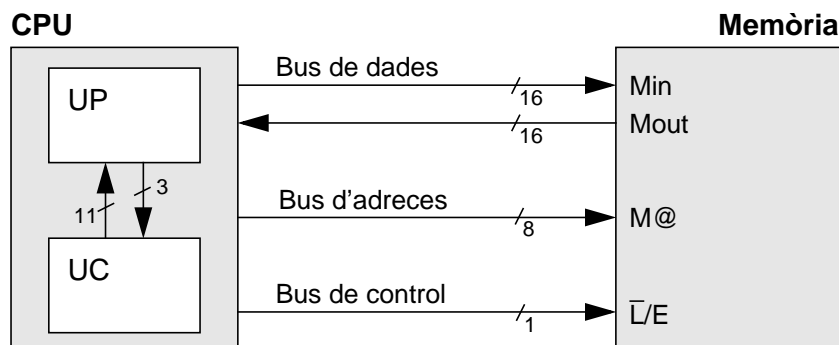 CPU
Memòria
Bus de dades
UP
16
Min
16
Mout
3
11
Bus d’adreces
8
M@
UC
Bus de control
1
L̅/E